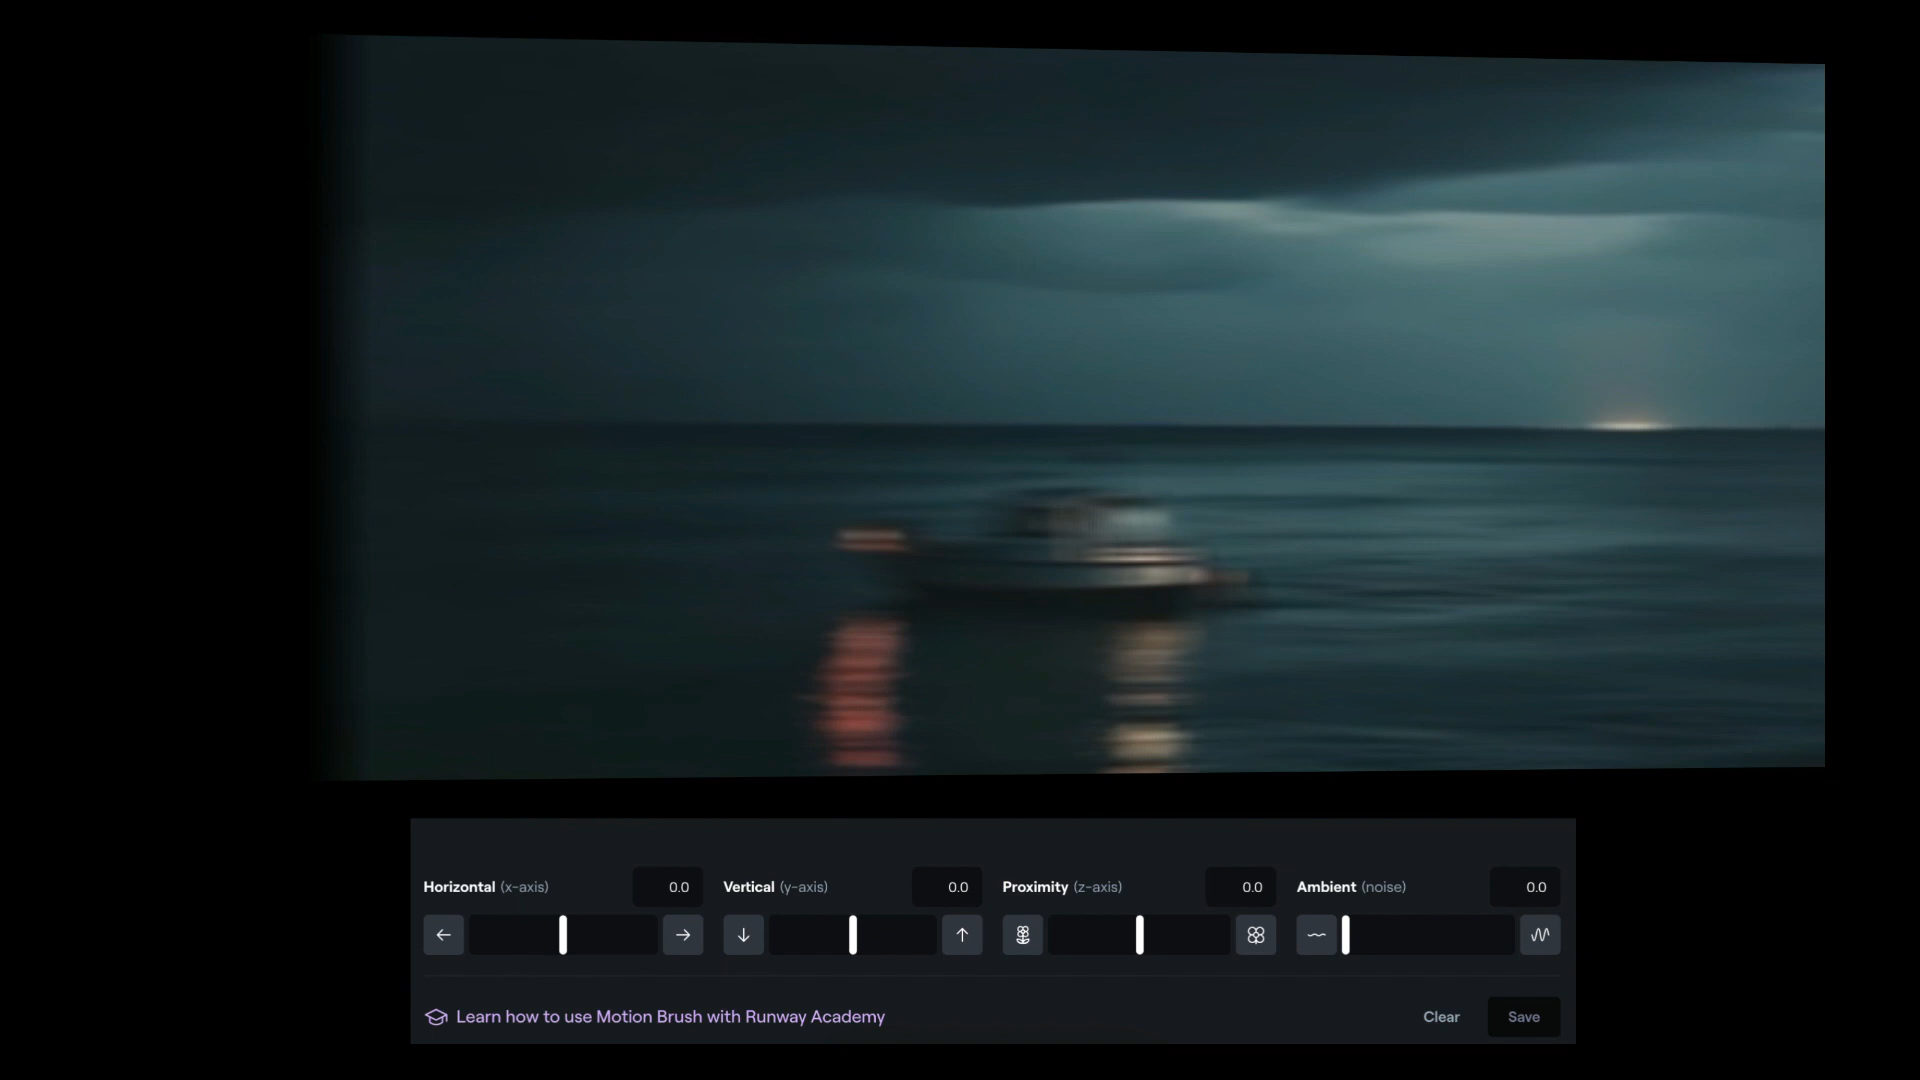 Horizontal (x-axis) 0.0 Vertical (y-axis) 0.0 Proximity (z-axis) 0.0 Ambient (noise) 0.0
Learn how to use Motion Brush with Runway Academy Clear Save